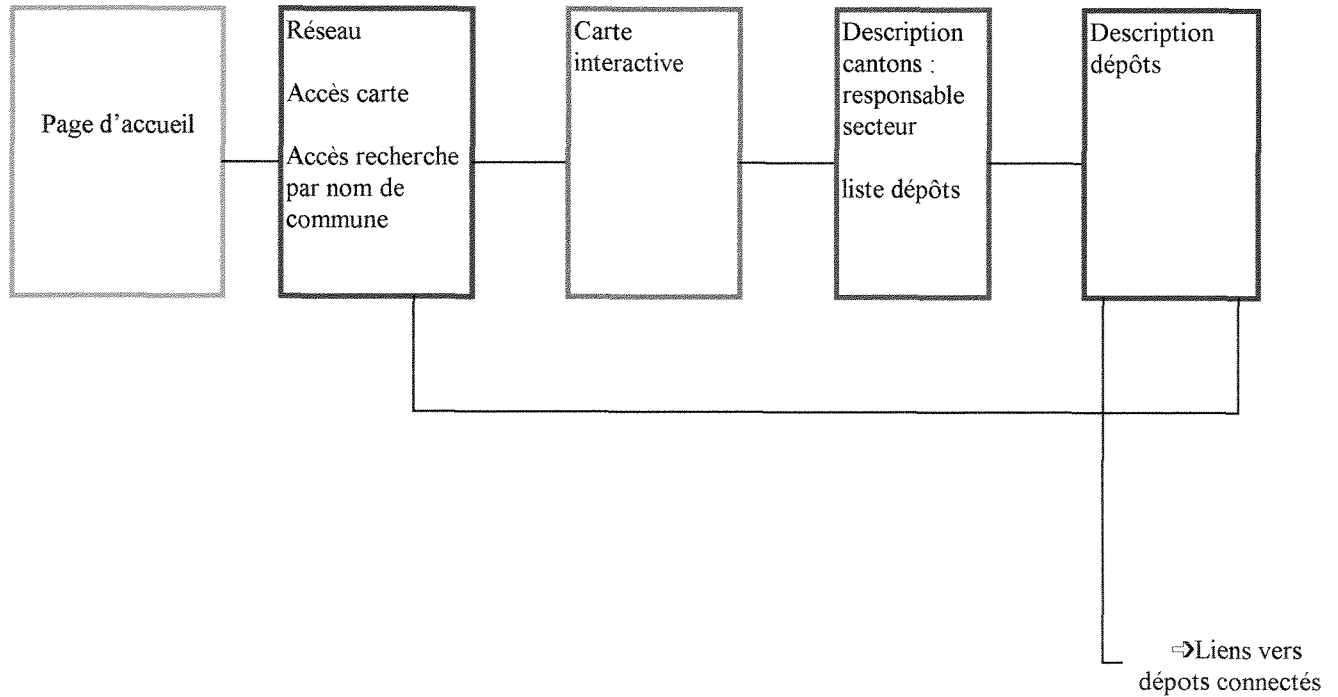 Page d'accueil
Réseau
Accès carte
Accès recherche
par nom de
commune
Carte
interactive
Description
cantons :
responsable
secteur
liste dépôts
Description
dépôts
⇨Liens vers
dépots connectés